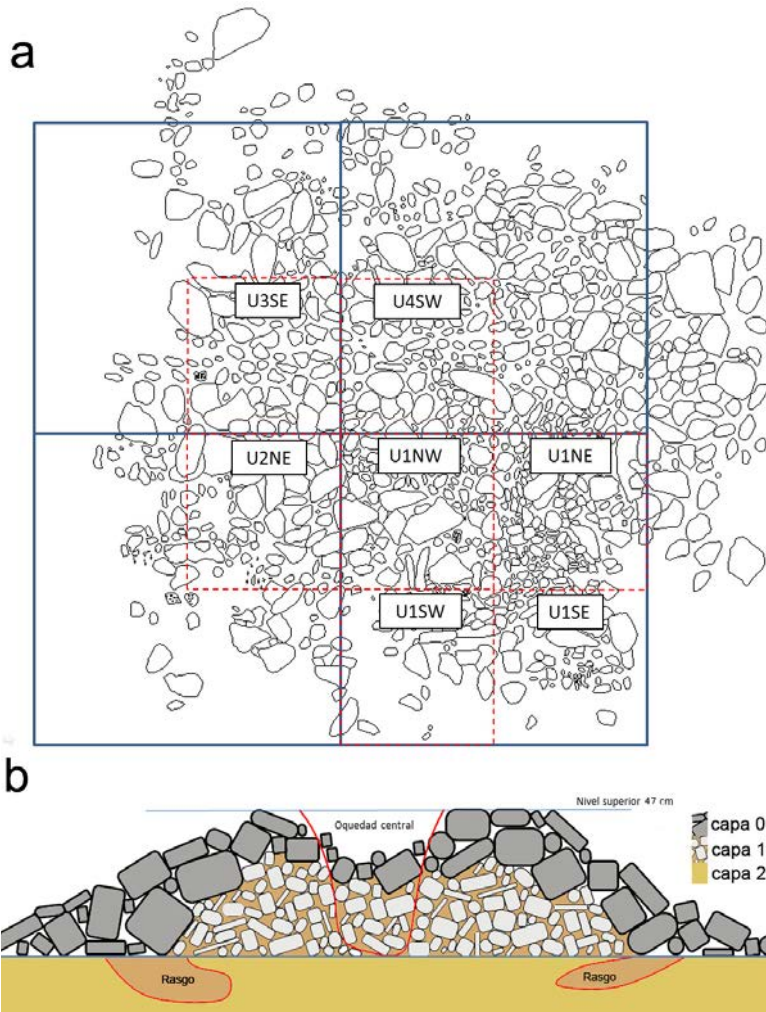 a
U3SE U4SW
U2NE U1NW U1NE
U1SW U1SE
b
Nivel superior 47 cm
Oquedad central
capa 0
capa 1
capa 2
Rasgo Rasgo